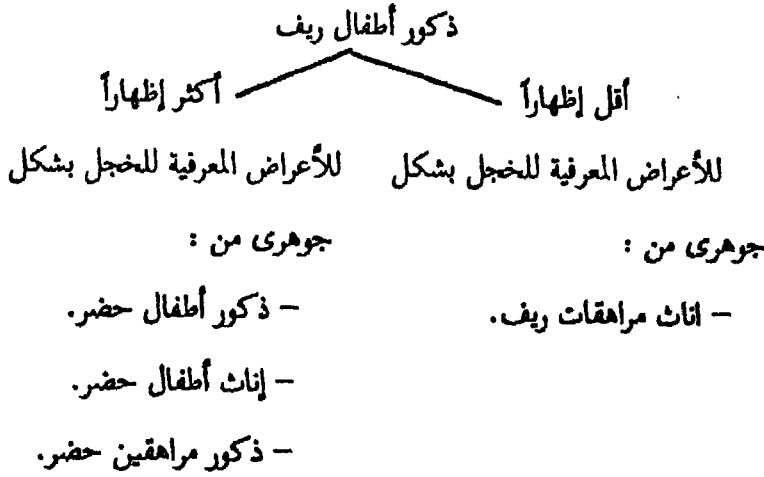 ذكور أطفال ريف
أقل إظهاراً
للأعراض المعرفية للخجل بشكل
جوهرى من :
– اناث مراهقات ريف.
أكثر إظهاراً
للأعراض المعرفية للخجل بشكل
جوهرى من :
– ذكور أطفال حضر.
– إناث أطفال حضر.
– ذكور مراهقين حضر.